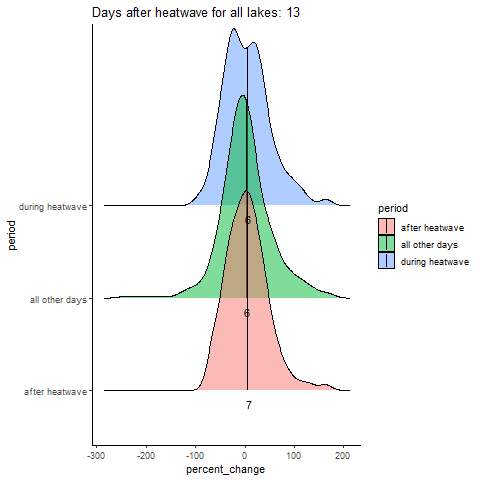 Days after heatwave for all lakes: 13
during heatwave
6
all other days
6
after heatwave
7
period
-300 -200 -100 0 100 200
percent_change
period
after heatwave
all other days
during heatwave